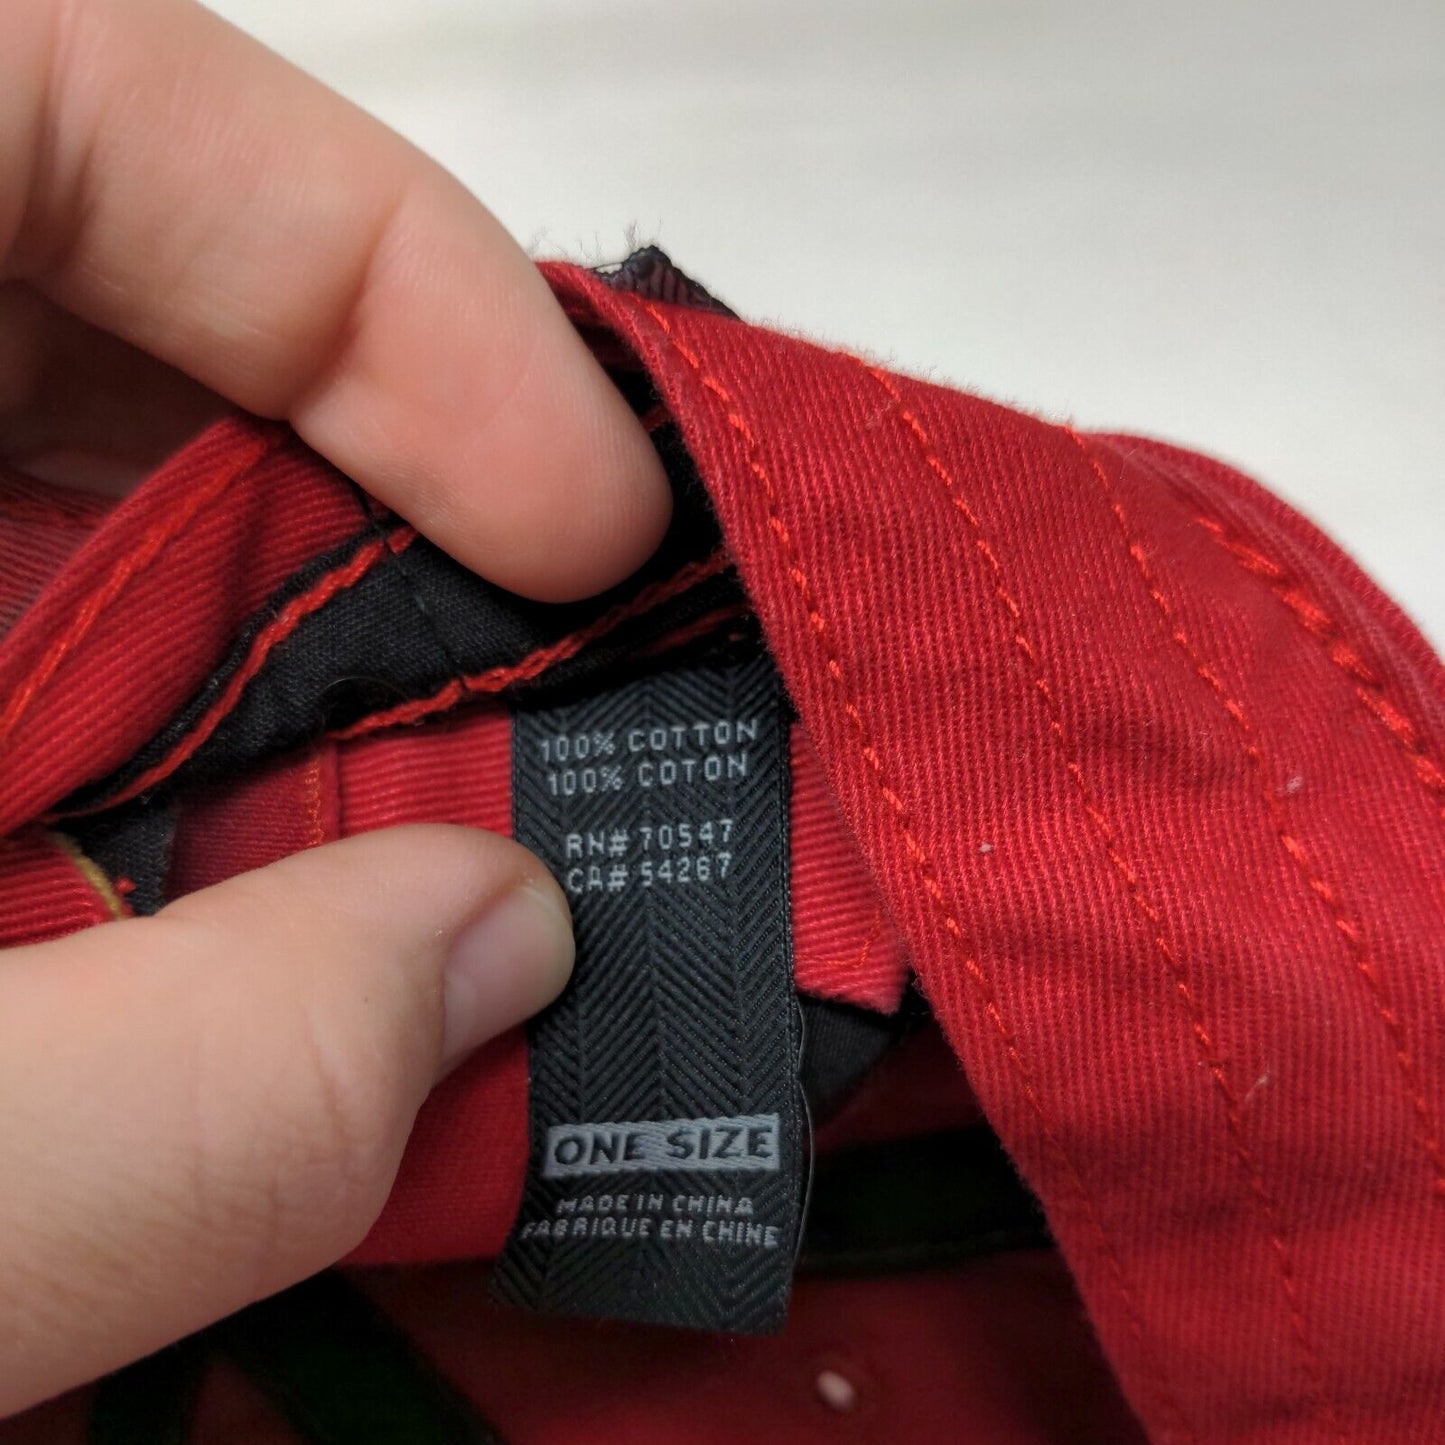 100% COTTON
100% COTON
RN# 70547
CA# 54267
ONE SIZE
MADE IN CHINA
FABRIQUE EN CHINE